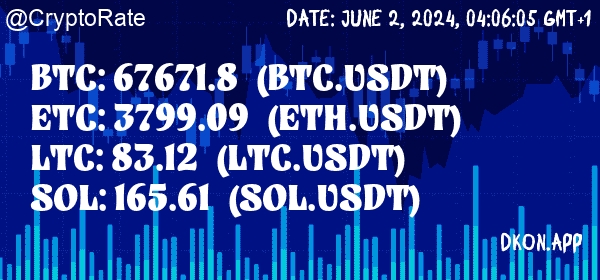 @CryptoRate
DATE: JUNE 2, 2024, 04:06:05 GMT+1
BTC: 67671.8 (BTC.USDT)
ETC: 3799.09 (ETH.USDT)
LTC: 83.12 (LTC.USDT)
SOL: 165.61 (SOL.USDT)
DKON.APP